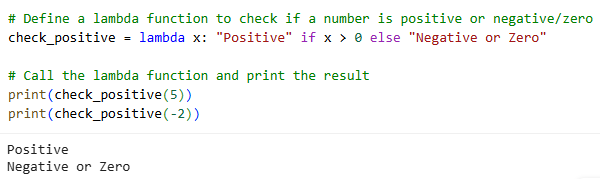 # Define a lambda function to check if a number is positive or negative/zero
check_positive = lambda x: "Positive" if x > 0 else "Negative or Zero"
# Call the lambda function and print the result
print(check_positive(5))
print(check_positive(-2))
Positive
Negative or Zero